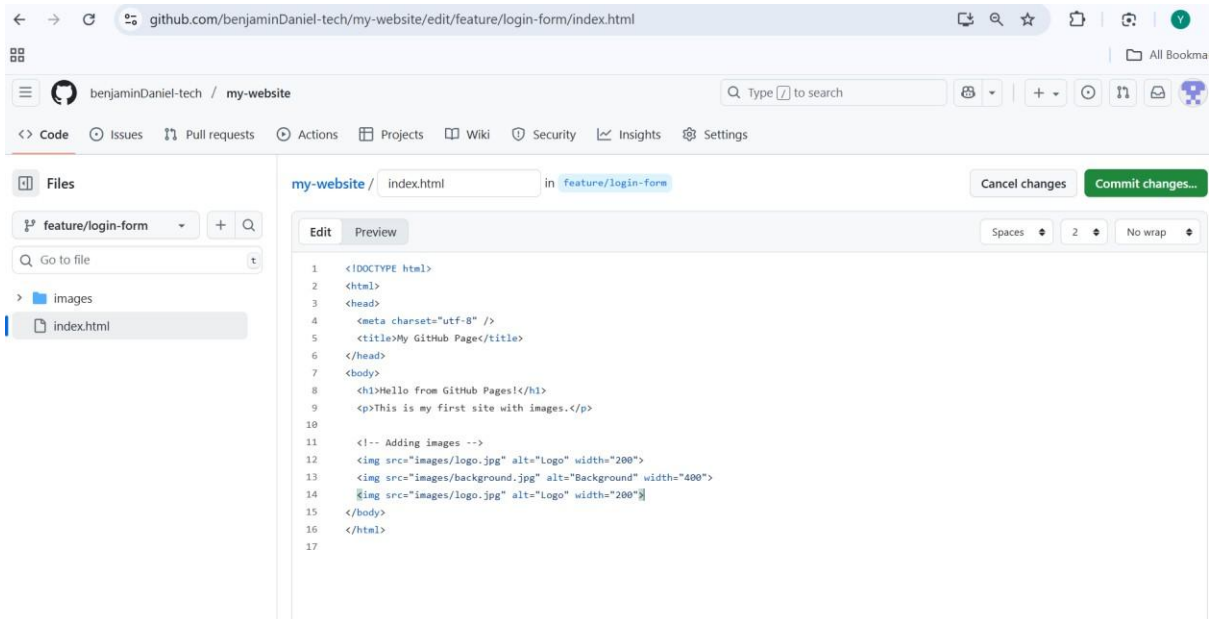 github.com/benjaminDaniel-tech/my-website/edit/feature/login-form/index.html
Y
All Bookma
benjaminDaniel-tech / my-website
Type / to search
Code Issues Pull requests Actions Projects Wiki Security Insights Settings
Files
my-website / index.html in feature/login-form
Cancel changes Commit changes...
feature/login-form
Edit Preview
Spaces 2 No wrap
Go to file t
images
index.html
1 <!DOCTYPE html>
2 <html>
3 <head>
4 <meta charset="utf-8" />
5 <title>My GitHub Page</title>
6 </head>
7 <body>
8 <h1>Hello from GitHub Pages!</h1>
9 <p>This is my first site with images.</p>
10
11 <!-- Adding images -->
12 <img src="images/logo.jpg" alt="Logo" width="200">
13 <img src="images/background.jpg" alt="Background" width="400">
14 <img src="images/logo.jpg" alt="Logo" width="200">
15 </body>
16 </html>
17